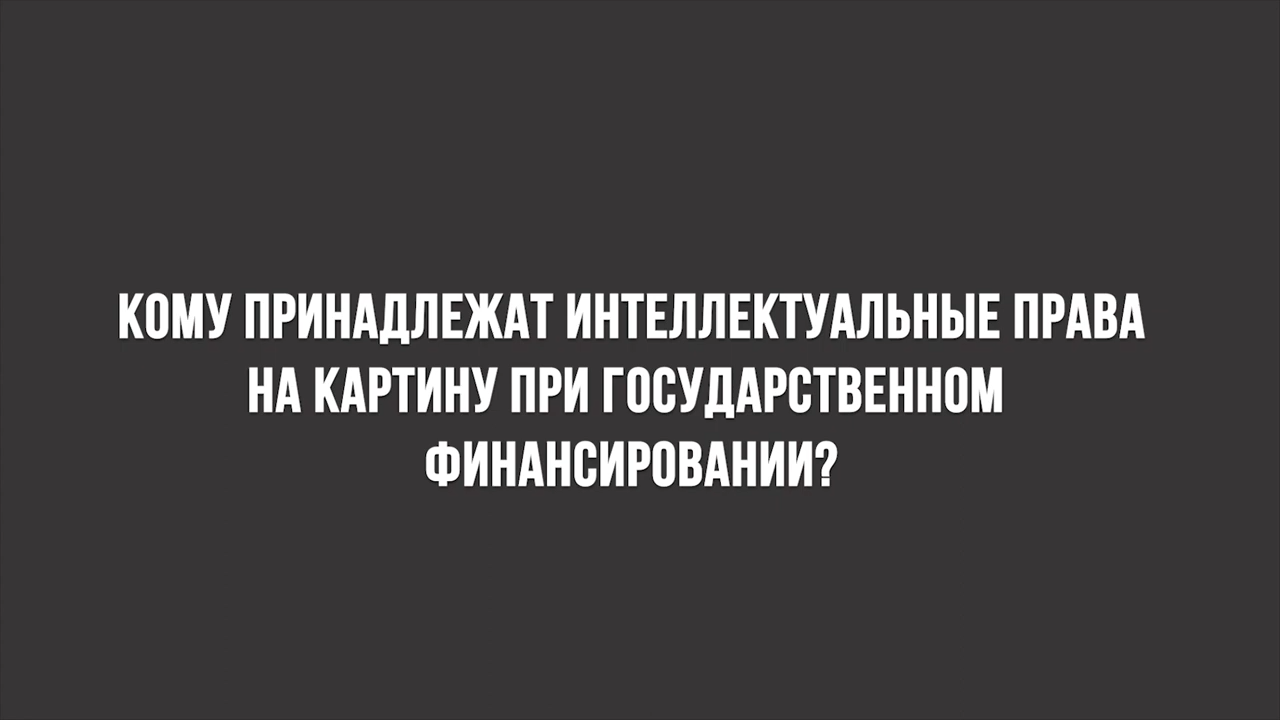 КОМУ ПРИНАДЛЕЖАТ ИНТЕЛЛЕКТУАЛЬНЫЕ ПРАВА
НА КАРТИНУ ПРИ ГОСУДАРСТВЕННОМ
ФИНАНСИРОВАНИИ?